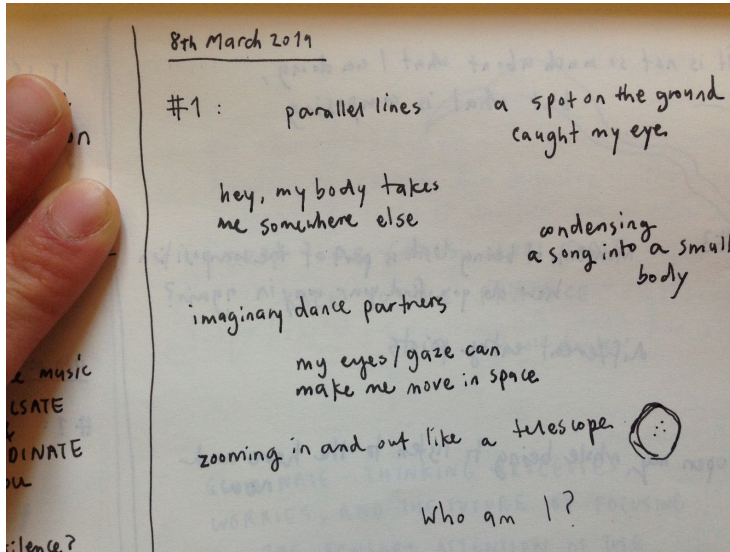 8th March 2019
#1 :
parallel lines
a spot on the ground
caught my eye.
hey, my body takes
me somewhere else
condensing
a song into a small
body
imaginary dance partners
my eyes/gaze can
make me move in space
zooming in and out like a telescope
Who am I?
music
LSATE
DINATE
ilence?